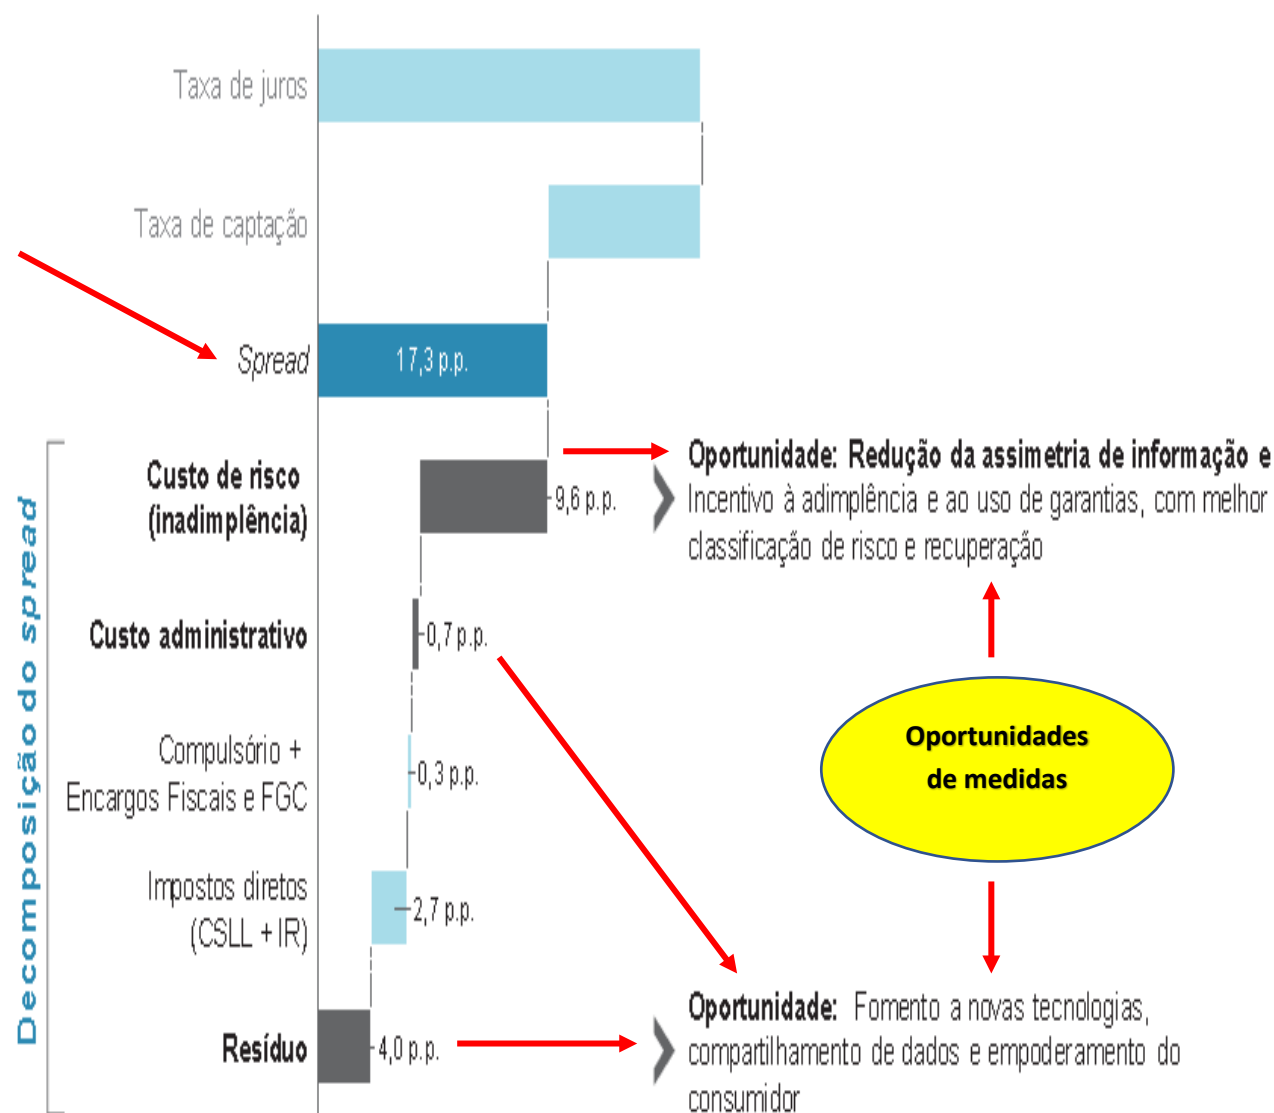 Taxa de juros
Taxa de captação
Spread
17,3 p.p.
Decomposição do spread
Custo de risco
(inadimplência)
9,6 p.p.
Oportunidade: Redução da assimetria de informação e
Incentivo à adimplência e ao uso de garantias, com melhor
classificação de risco e recuperação
Custo administrativo
0,7 p.p.
Oportunidades
de medidas
Compulsório +
Encargos Fiscais e FGC
0,3 p.p.
Impostos diretos
(CSLL + IR)
2,7 p.p.
Resíduo
4,0 p.p.
Oportunidade: Fomento a novas tecnologias,
compartilhamento de dados e empoderamento do
consumidor